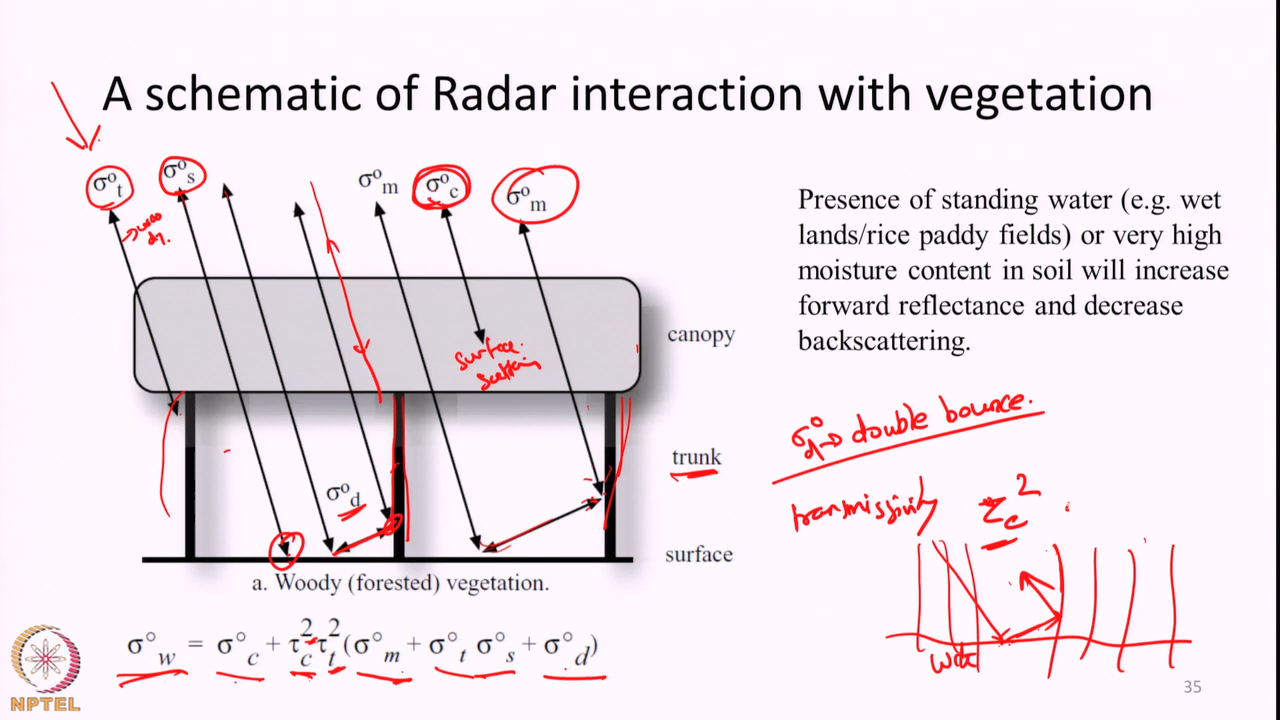 A schematic of Radar interaction with vegetation
σ°t
σ°s
σ°m
σ°c
σ°m
Presence of standing water (e.g. wet
lands/rice paddy fields) or very high
moisture content in soil will increase
forward reflectance and decrease
backscattering.
canopy
surface
scattering
σ°d → double bounce.
trunk
σ°d
transmissivity τc²
surface
a. Woody (forested) vegetation.
σ°w = σ°c + τ²c τ²t (σ°m + σ°t σ°s + σ°d)
NPTEL
35